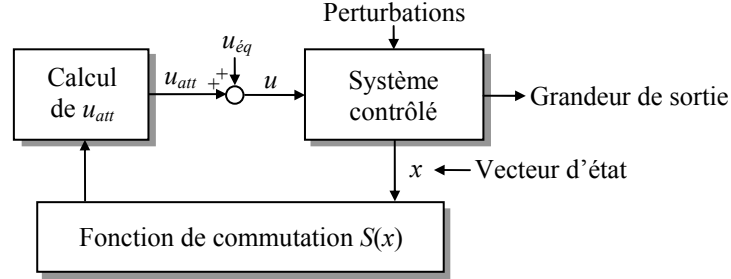 Perturbations
u_éq
Calcul
de u_att
u_att
+
+
u
Système
contrôlé
Grandeur de sortie
x
Vecteur d'état
Fonction de commutation S(x)